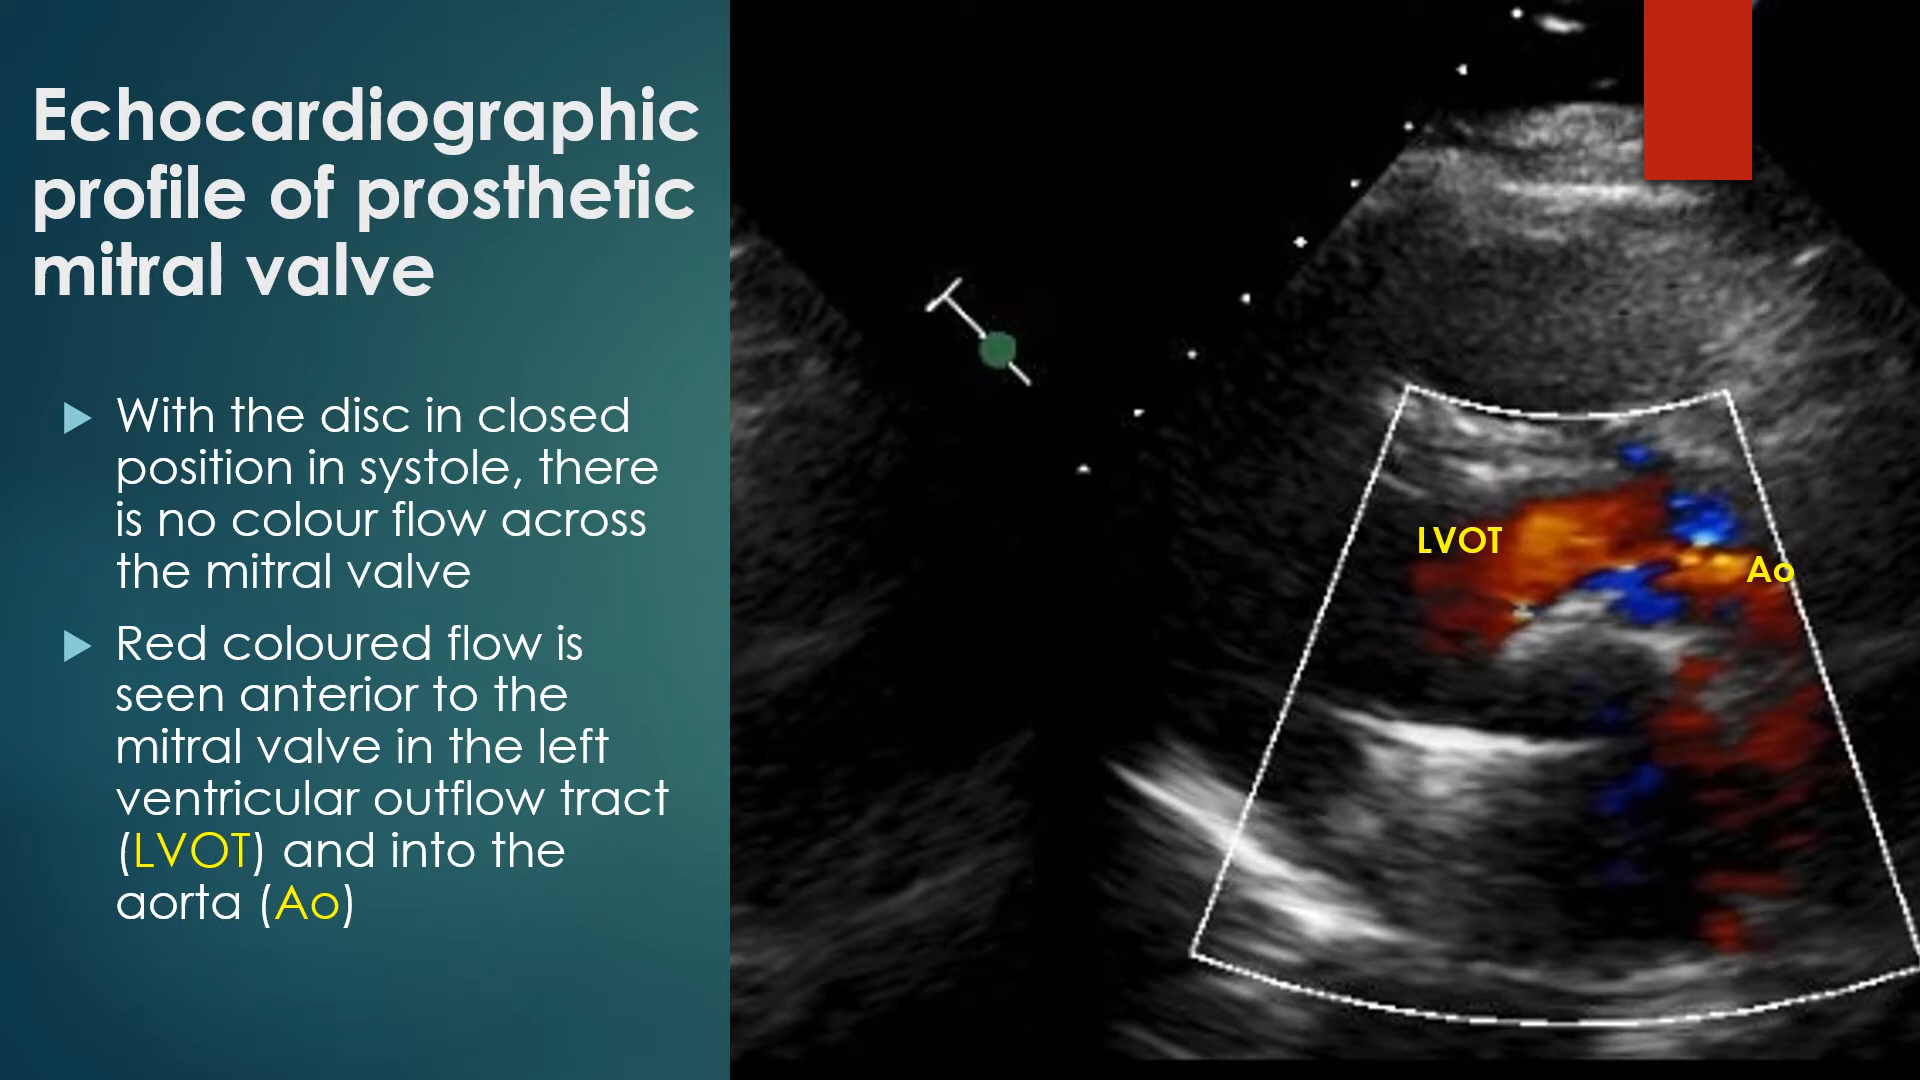 Echocardiographic
profile of prosthetic
mitral valve
With the disc in closed
position in systole, there
is no colour flow across
the mitral valve
Red coloured flow is
seen anterior to the
mitral valve in the left
ventricular outflow tract
(LVOT) and into the
aorta (Ao)
LVOT
Ao